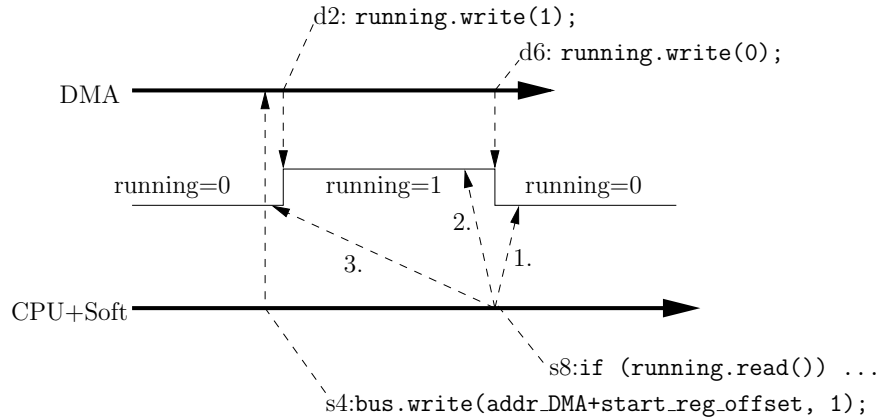 d2: running.write(1);
d6: running.write(0);
DMA
running=0
running=1
running=0
2.
1.
3.
CPU+Soft
s8:if (running.read()) ...
s4:bus.write(addr_DMA+start_reg_offset, 1);